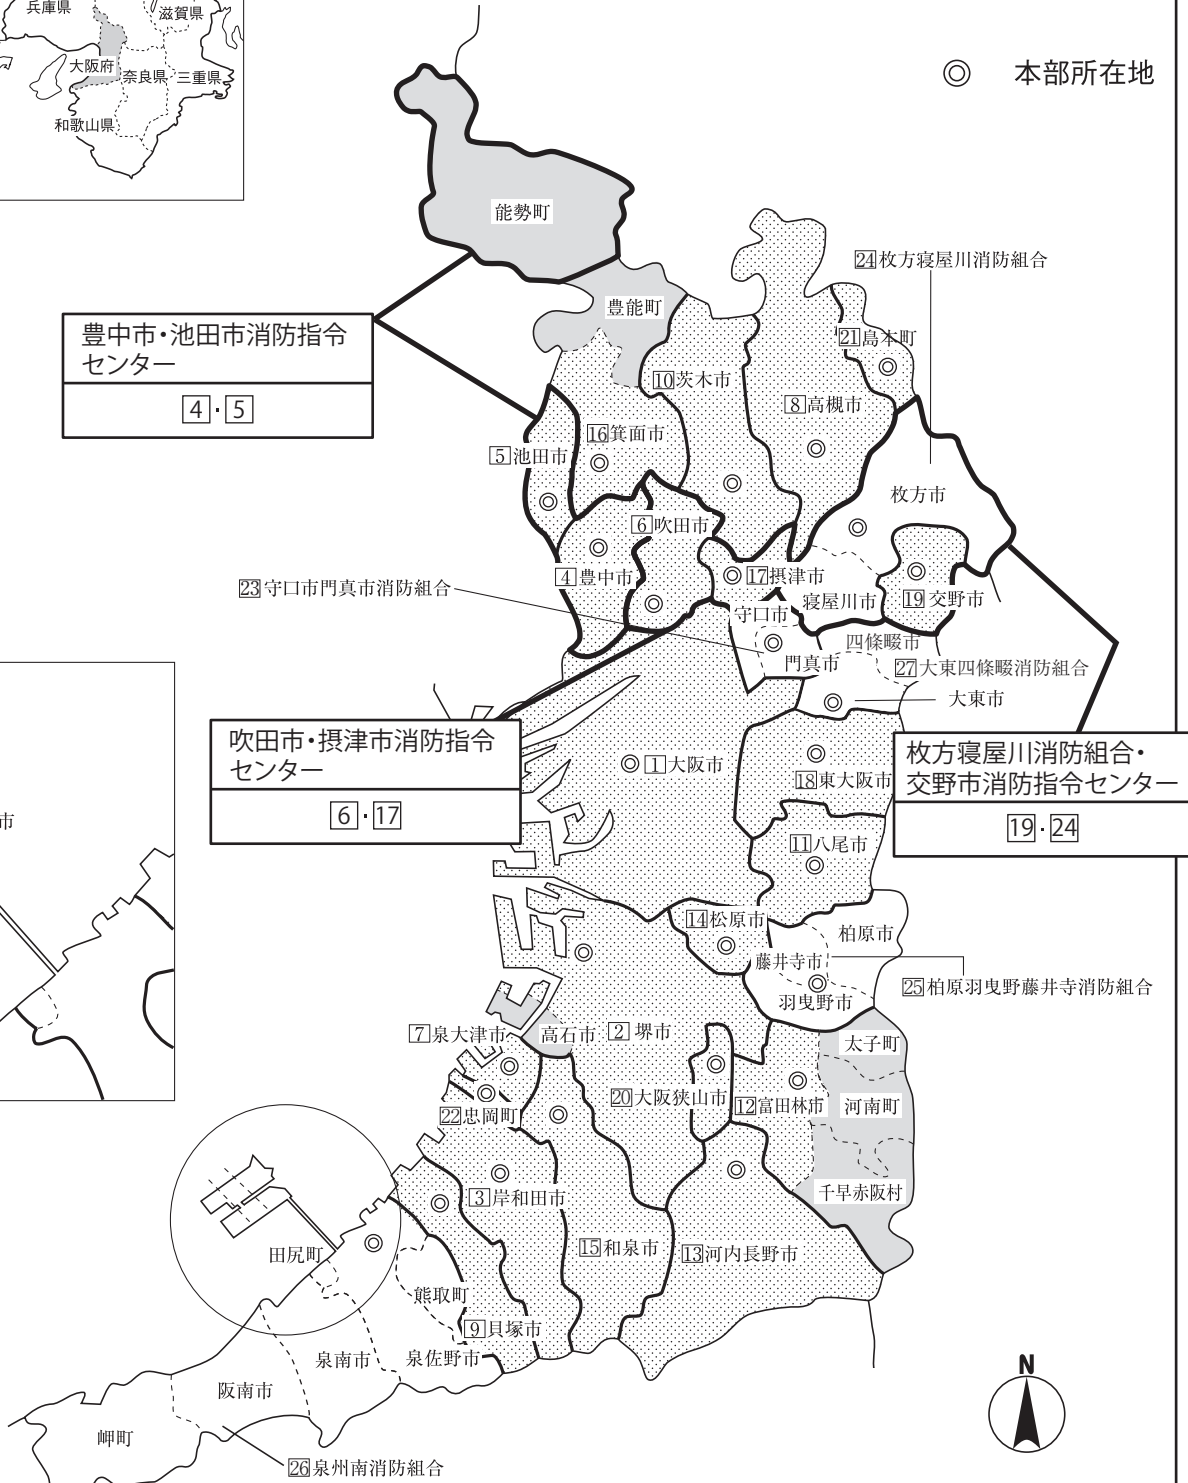 兵庫県
滋賀県
大阪府
奈良県
三重県
和歌山県
◎ 本部所在地
能勢町
24枚方寝屋川消防組合
豊能町
豊中市・池田市消防指令
センター
4・5
21島本町
10茨木市
8高槻市
16箕面市
5池田市
枚方市
6吹田市
4豊中市
17摂津市
23守口市門真市消防組合
寝屋川市
19交野市
守口市
四條畷市
門真市
27大東四條畷消防組合
大東市
吹田市・摂津市消防指令
センター
6・17
枚方寝屋川消防組合・
交野市消防指令センター
19・24
1大阪市
18東大阪市
市
11八尾市
14松原市
柏原市
藤井寺市
25柏原羽曳野藤井寺消防組合
羽曳野市
7泉大津市
高石市
2堺市
太子町
20大阪狭山市
12富田林市
河南町
22忠岡町
3岸和田市
千早赤阪村
田尻町
15和泉市
13河内長野市
熊取町
9貝塚市
泉南市
泉佐野市
阪南市
岬町
26泉州南消防組合
N